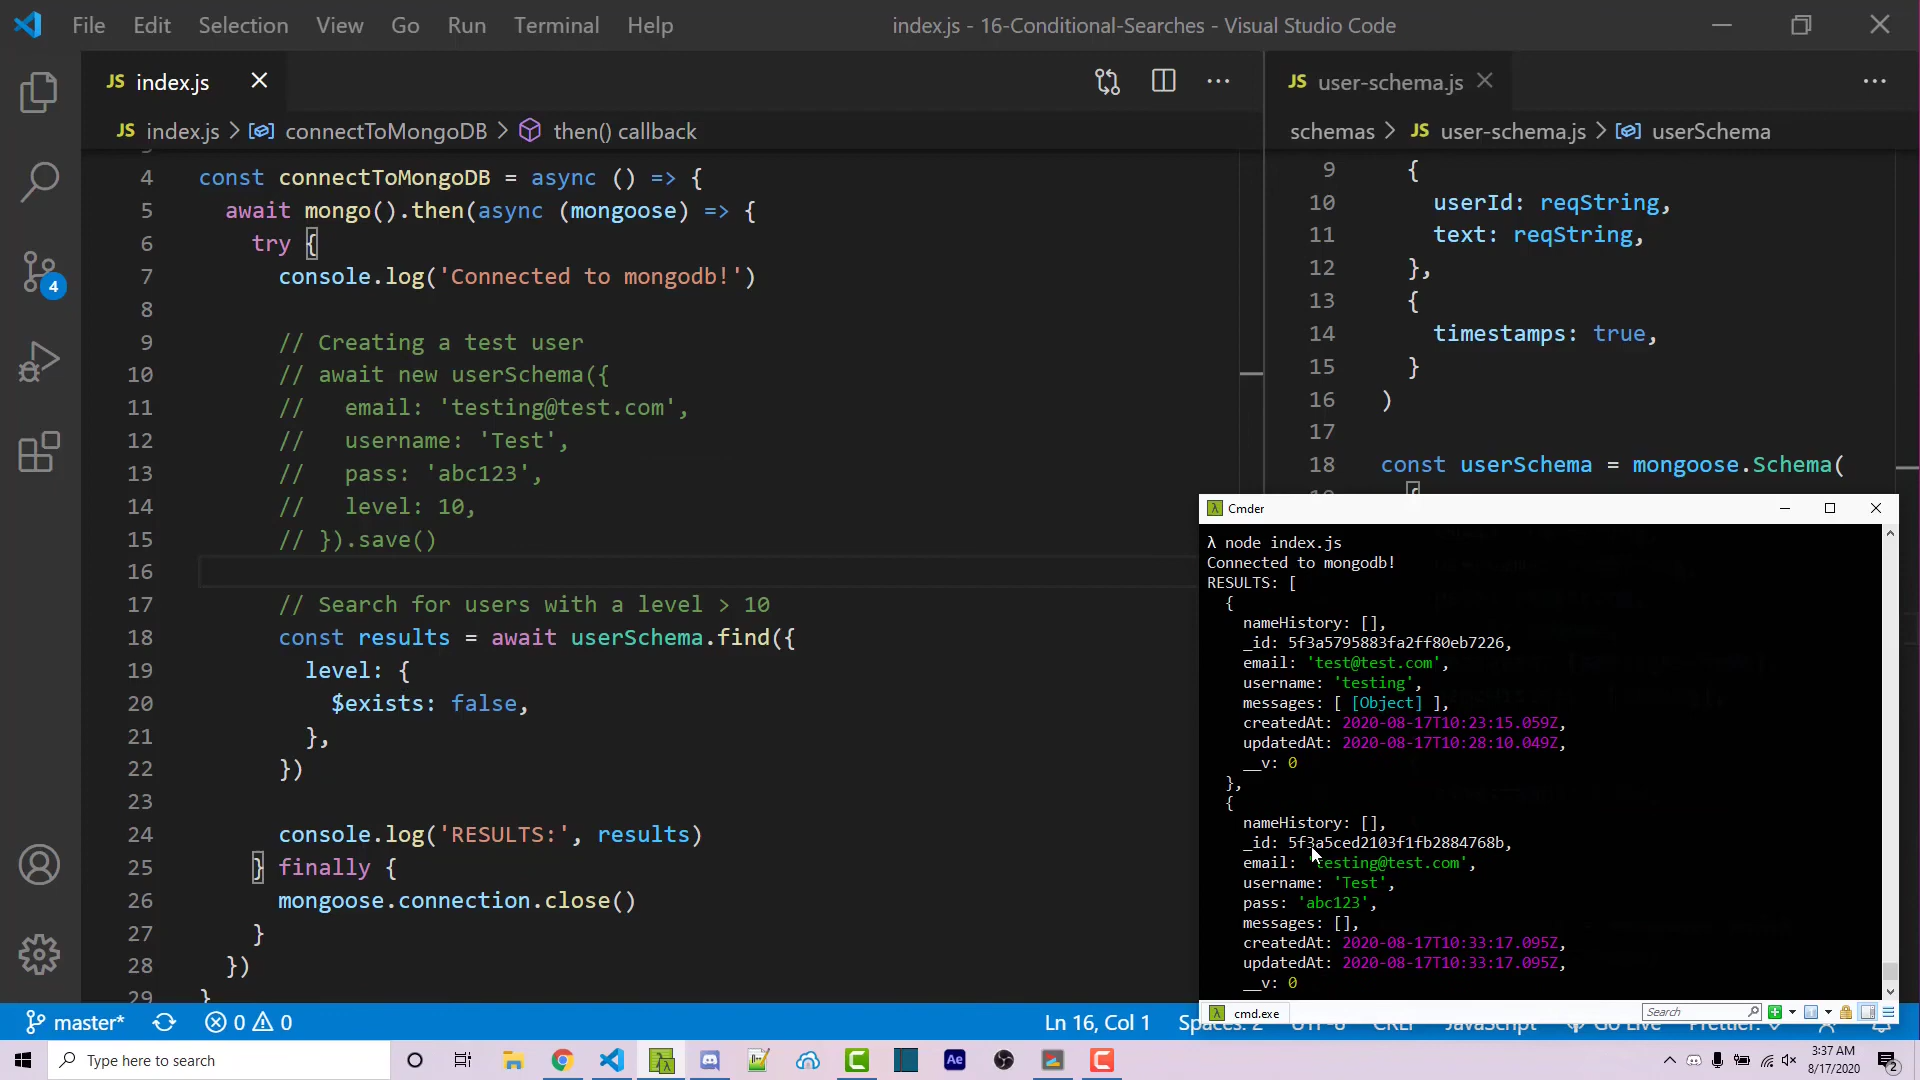 File Edit Selection View Go Run Terminal Help
index.js - 16-Conditional-Searches - Visual Studio Code
JS index.js
JS index.js > connectToMongoDB > then() callback
4 const connectToMongoDB = async () => {
5 await mongo().then(async (mongoose) => {
6 try {
7 console.log('Connected to mongodb!')
8
9 // Creating a test user
10 // await new userSchema({
11 // email: 'testing@test.com',
12 // username: 'Test',
13 // pass: 'abc123',
14 // level: 10,
15 // }).save()
16
17 // Search for users with a level > 10
18 const results = await userSchema.find({
19 level: {
20 $exists: false,
21 },
22 })
23
24 console.log('RESULTS:', results)
25 } finally {
26 mongoose.connection.close()
27 }
28 })
29 }
JS user-schema.js
schemas > JS user-schema.js > userSchema
9 {
10 userId: reqString,
11 text: reqString,
12 },
13 {
14 timestamps: true,
15 }
16 )
17
18 const userSchema = mongoose.Schema(
{
Cmder
λ node index.js
Connected to mongodb!
RESULTS: [
{
nameHistory: [],
_id: 5f3a5795883fa2ff80eb7226,
email: 'test@test.com',
username: 'testing',
messages: [ [Object] ],
createdAt: 2020-08-17T10:23:15.059Z,
updatedAt: 2020-08-17T10:28:10.049Z,
__v: 0
},
{
nameHistory: [],
_id: 5f3a5ced2103f1fb2884768b,
email: 'testing@test.com',
username: 'Test',
pass: 'abc123',
messages: [],
createdAt: 2020-08-17T10:33:17.095Z,
updatedAt: 2020-08-17T10:33:17.095Z,
__v: 0
cmd.exe
Search
4
master* 0 0
Ln 16, Col 1 Spaces: 2 UTF-8 CRLF JavaScript Go Live Prettier:
Type here to search
Ae
3:37 AM
8/17/2020
2